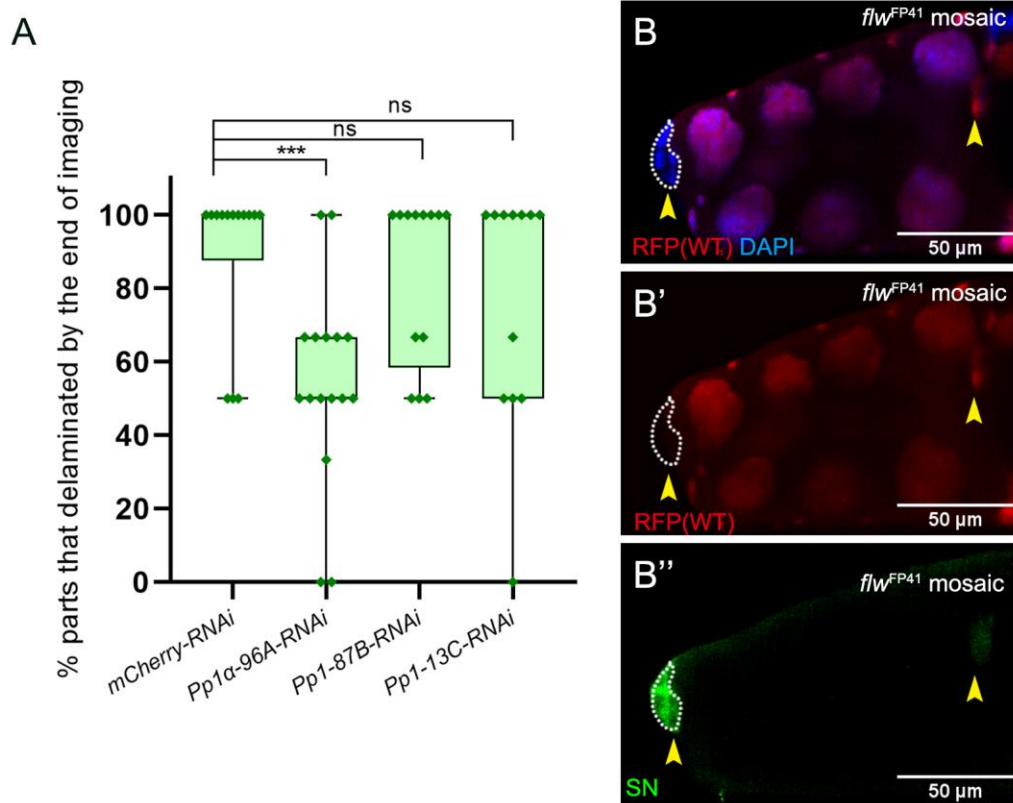 A
ns
ns
***
% parts that delaminated by the end of imaging
100
80
60
40
20
0
mCherry-RNAi
Pp1α-96A-RNAi
Pp1-87B-RNAi
Pp1-13C-RNAi
B
flwFP41 mosaic
RFP(WT) DAPI
50 µm
B'
flwFP41 mosaic
RFP(WT)
50 µm
B''
flwFP41 mosaic
SN
50 µm